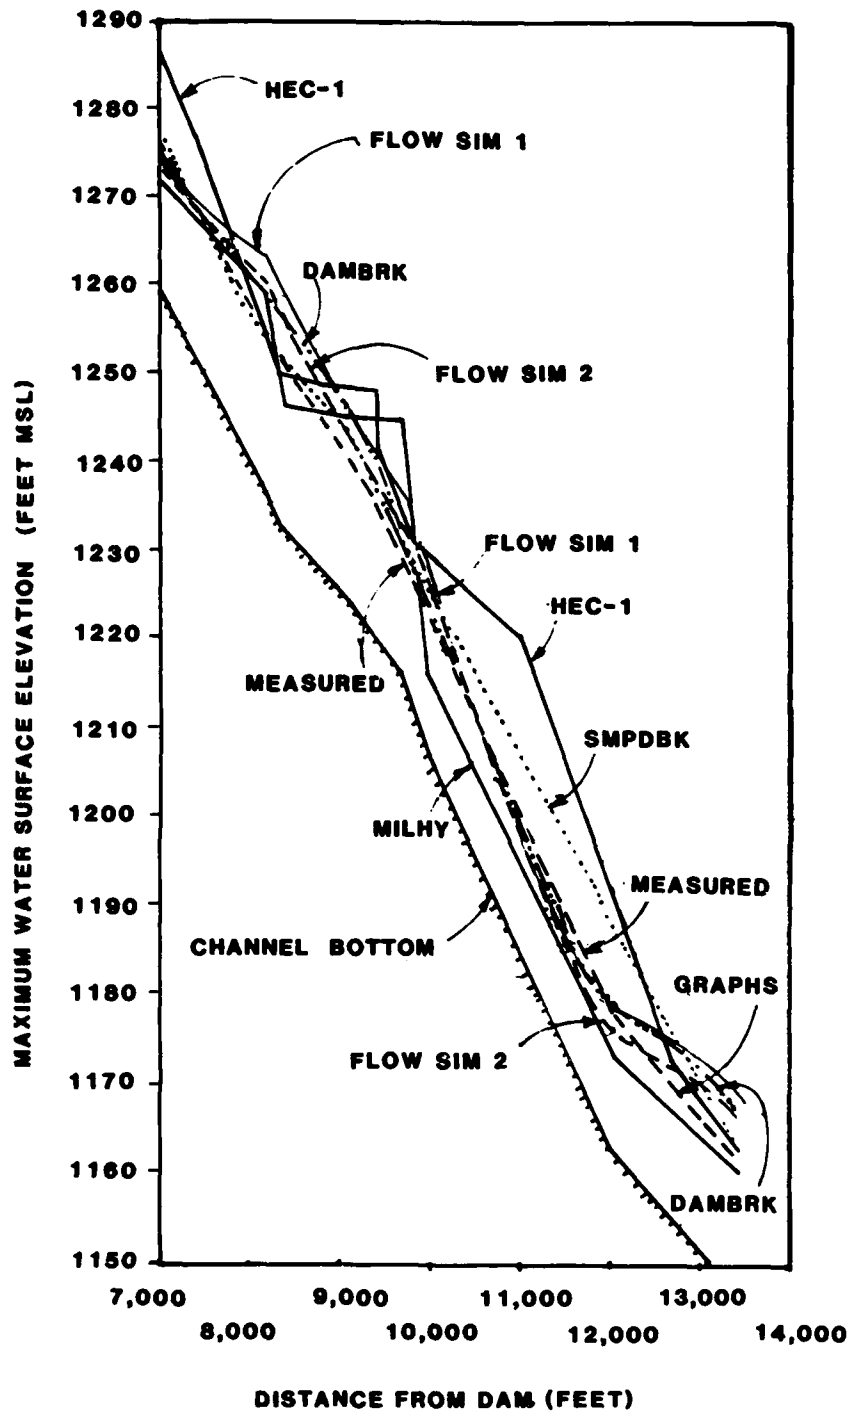 1290
HEC-1
1280
FLOW SIM 1
1270
DAMBRK
1260
FLOW SIM 2
1250
1240
FLOW SIM 1
1230
HEC-1
1220
MEASURED
1210
SMPDBK
1200
MILHY
MEASURED
1190
CHANNEL BOTTOM
GRAPHS
1180
FLOW SIM 2
1170
DAMBRK
1160
1150
MAXIMUM WATER SURFACE ELEVATION (FEET MSL)
7,000 9,000 11,000 13,000
8,000 10,000 12,000 14,000
DISTANCE FROM DAM (FEET)